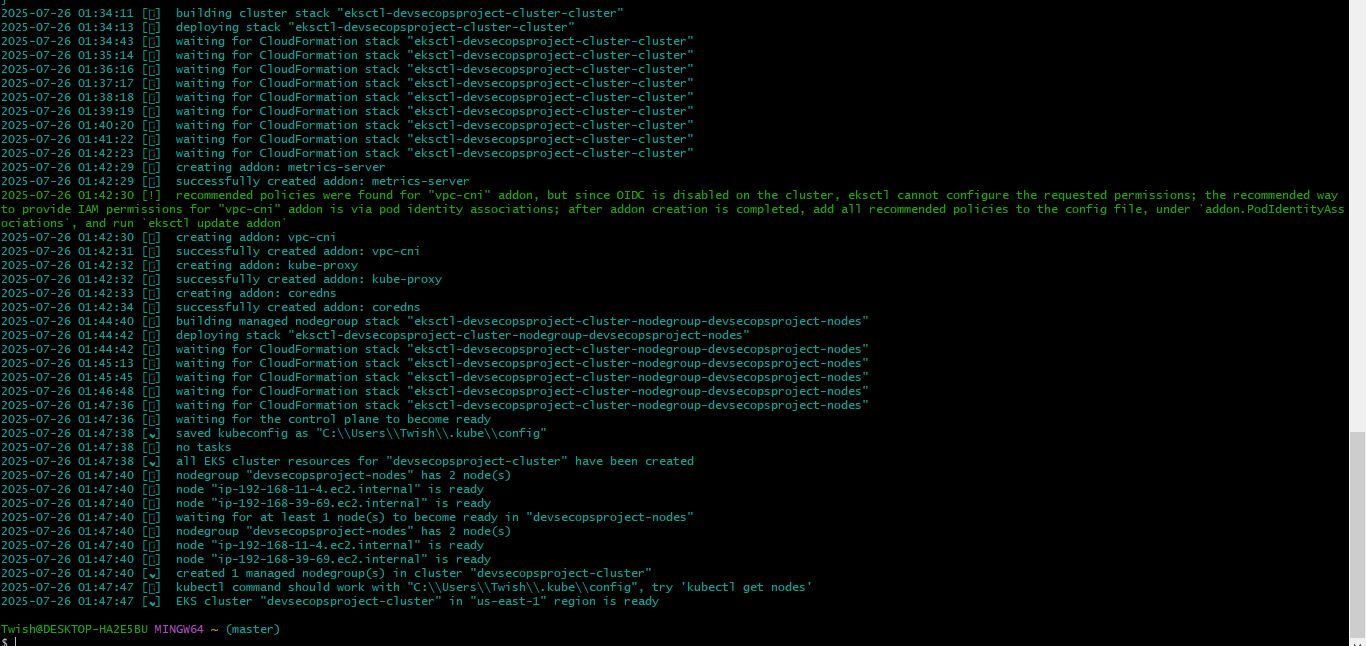 2025-07-26 01:34:11 [▯]  building cluster stack "eksctl-devsecopsproject-cluster-cluster"
2025-07-26 01:34:13 [▯]  deploying stack "eksctl-devsecopsproject-cluster-cluster"
2025-07-26 01:34:43 [▯]  waiting for CloudFormation stack "eksctl-devsecopsproject-cluster-cluster"
2025-07-26 01:35:14 [▯]  waiting for CloudFormation stack "eksctl-devsecopsproject-cluster-cluster"
2025-07-26 01:36:16 [▯]  waiting for CloudFormation stack "eksctl-devsecopsproject-cluster-cluster"
2025-07-26 01:37:17 [▯]  waiting for CloudFormation stack "eksctl-devsecopsproject-cluster-cluster"
2025-07-26 01:38:18 [▯]  waiting for CloudFormation stack "eksctl-devsecopsproject-cluster-cluster"
2025-07-26 01:39:19 [▯]  waiting for CloudFormation stack "eksctl-devsecopsproject-cluster-cluster"
2025-07-26 01:40:20 [▯]  waiting for CloudFormation stack "eksctl-devsecopsproject-cluster-cluster"
2025-07-26 01:41:22 [▯]  waiting for CloudFormation stack "eksctl-devsecopsproject-cluster-cluster"
2025-07-26 01:42:23 [▯]  waiting for CloudFormation stack "eksctl-devsecopsproject-cluster-cluster"
2025-07-26 01:42:29 [▯]  creating addon: metrics-server
2025-07-26 01:42:29 [▯]  successfully created addon: metrics-server
2025-07-26 01:42:30 [!]  recommended policies were found for "vpc-cni" addon, but since OIDC is disabled on the cluster, eksctl cannot configure the requested permissions; the recommended way
to provide IAM permissions for "vpc-cni" addon is via pod identity associations; after addon creation is completed, add all recommended policies to the config file, under `addon.PodIdentityAss
ociations`, and run `eksctl update addon`
2025-07-26 01:42:30 [▯]  creating addon: vpc-cni
2025-07-26 01:42:31 [▯]  successfully created addon: vpc-cni
2025-07-26 01:42:32 [▯]  creating addon: kube-proxy
2025-07-26 01:42:32 [▯]  successfully created addon: kube-proxy
2025-07-26 01:42:33 [▯]  creating addon: coredns
2025-07-26 01:42:34 [▯]  successfully created addon: coredns
2025-07-26 01:44:40 [▯]  building managed nodegroup stack "eksctl-devsecopsproject-cluster-nodegroup-devsecopsproject-nodes"
2025-07-26 01:44:42 [▯]  deploying stack "eksctl-devsecopsproject-cluster-nodegroup-devsecopsproject-nodes"
2025-07-26 01:44:42 [▯]  waiting for CloudFormation stack "eksctl-devsecopsproject-cluster-nodegroup-devsecopsproject-nodes"
2025-07-26 01:45:13 [▯]  waiting for CloudFormation stack "eksctl-devsecopsproject-cluster-nodegroup-devsecopsproject-nodes"
2025-07-26 01:45:45 [▯]  waiting for CloudFormation stack "eksctl-devsecopsproject-cluster-nodegroup-devsecopsproject-nodes"
2025-07-26 01:46:48 [▯]  waiting for CloudFormation stack "eksctl-devsecopsproject-cluster-nodegroup-devsecopsproject-nodes"
2025-07-26 01:47:36 [▯]  waiting for CloudFormation stack "eksctl-devsecopsproject-cluster-nodegroup-devsecopsproject-nodes"
2025-07-26 01:47:36 [▯]  waiting for the control plane to become ready
2025-07-26 01:47:38 [✔]  saved kubeconfig as "C:\\Users\\Twish\\.kube\\config"
2025-07-26 01:47:38 [▯]  no tasks
2025-07-26 01:47:38 [✔]  all EKS cluster resources for "devsecopsproject-cluster" have been created
2025-07-26 01:47:40 [▯]  nodegroup "devsecopsproject-nodes" has 2 node(s)
2025-07-26 01:47:40 [▯]  node "ip-192-168-11-4.ec2.internal" is ready
2025-07-26 01:47:40 [▯]  node "ip-192-168-39-69.ec2.internal" is ready
2025-07-26 01:47:40 [▯]  waiting for at least 1 node(s) to become ready in "devsecopsproject-nodes"
2025-07-26 01:47:40 [▯]  nodegroup "devsecopsproject-nodes" has 2 node(s)
2025-07-26 01:47:40 [▯]  node "ip-192-168-11-4.ec2.internal" is ready
2025-07-26 01:47:40 [▯]  node "ip-192-168-39-69.ec2.internal" is ready
2025-07-26 01:47:40 [✔]  created 1 managed nodegroup(s) in cluster "devsecopsproject-cluster"
2025-07-26 01:47:47 [▯]  kubectl command should work with "C:\\Users\\Twish\\.kube\\config", try 'kubectl get nodes'
2025-07-26 01:47:47 [✔]  EKS cluster "devsecopsproject-cluster" in "us-east-1" region is ready
Twish@DESKTOP-HA2E5BU MINGW64 ~ (master)
$